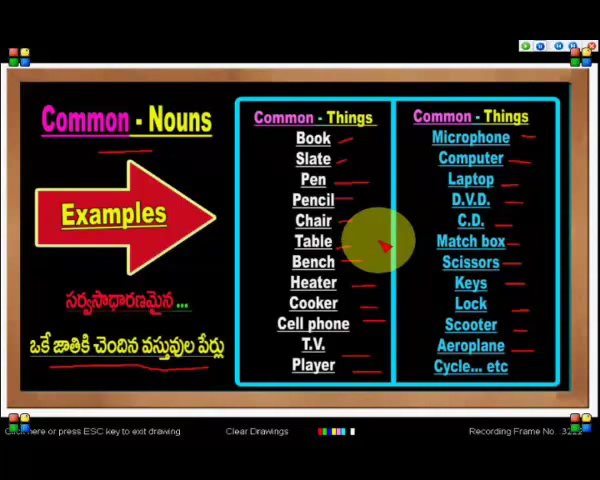 Common - Nouns
Examples
సర్వసాధారణమైన ...
ఒకే జాతికి చెందిన వస్తువుల పేర్లు
Common - Things
Book
Slate
Pen
Pencil
Chair
Table
Bench
Heater
Cooker
Cell phone
T.V.
Player
Common - Things
Microphone
Computer
Laptop
D.V.D.
C.D.
Match box
Scissors
Keys
Lock
Scooter
Aeroplane
Cycle... etc
here or press ESC key to exit drawing
Clear Drawings
Recording Frame No.